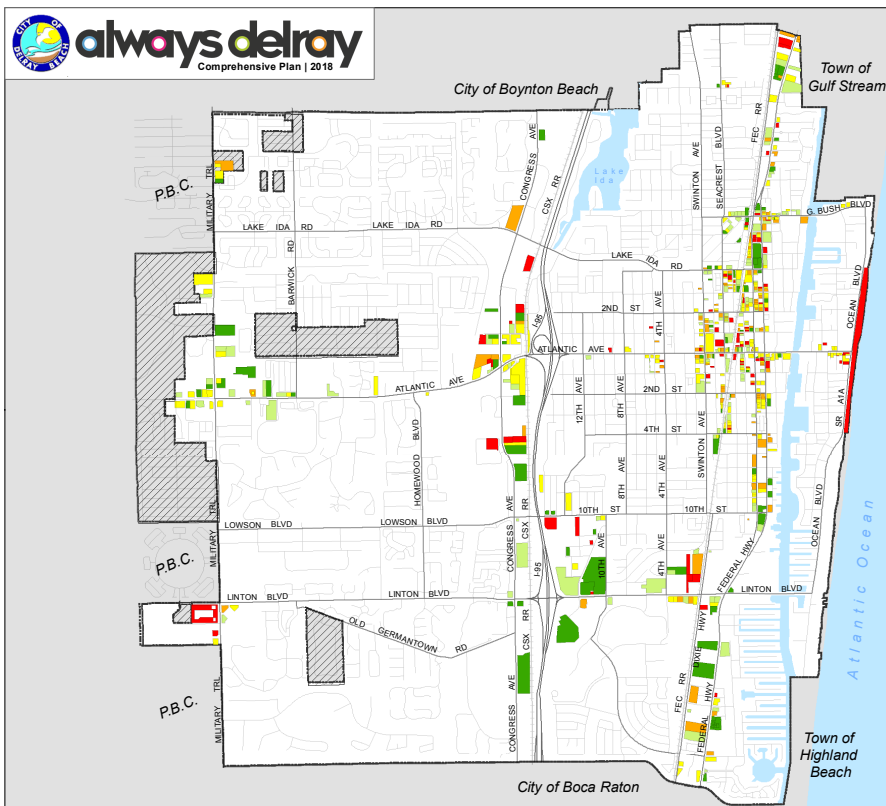 CITY OF
DELRAY BEACH
always delray
Comprehensive Plan | 2018
City of Boynton Beach
Town of
Gulf Stream
P.B.C.
MILITARY TRL
CONGRESS AVE
CSX RR
Lake
Ida
SWINTON AVE
SEACREST BLVD
FEC RR
G. BUSH BLVD
LAKE IDA RD
LAKE IDA RD
BARWICK RD
LAKE IDA RD
OCEAN BLVD
I-95
2ND ST
4TH AVE
ATLANTIC AVE
ATLANTIC AVE
12TH AVE
8TH AVE
2ND ST
4TH ST
SWINTON AVE
SR A1A
HOMEWOOD BLVD
8TH AVE
4TH AVE
10TH ST
10TH ST
LOWSON BLVD
LOWSON BLVD
CONGRESS AVE
CSX RR
I-95
10TH AVE
4TH AVE
FEDERAL HWY
OCEAN BLVD
P.B.C.
MILITARY TRL
LINTON BLVD
LINTON BLVD
LINTON BLVD
OLD GERMANTOWN RD
CSX RR
DIXIE HWY
FEC RR
FEDERAL HWY
Atlantic Ocean
P.B.C.
MILITARY TRL
CONGRESS AVE
Town of
Highland
Beach
City of Boca Raton